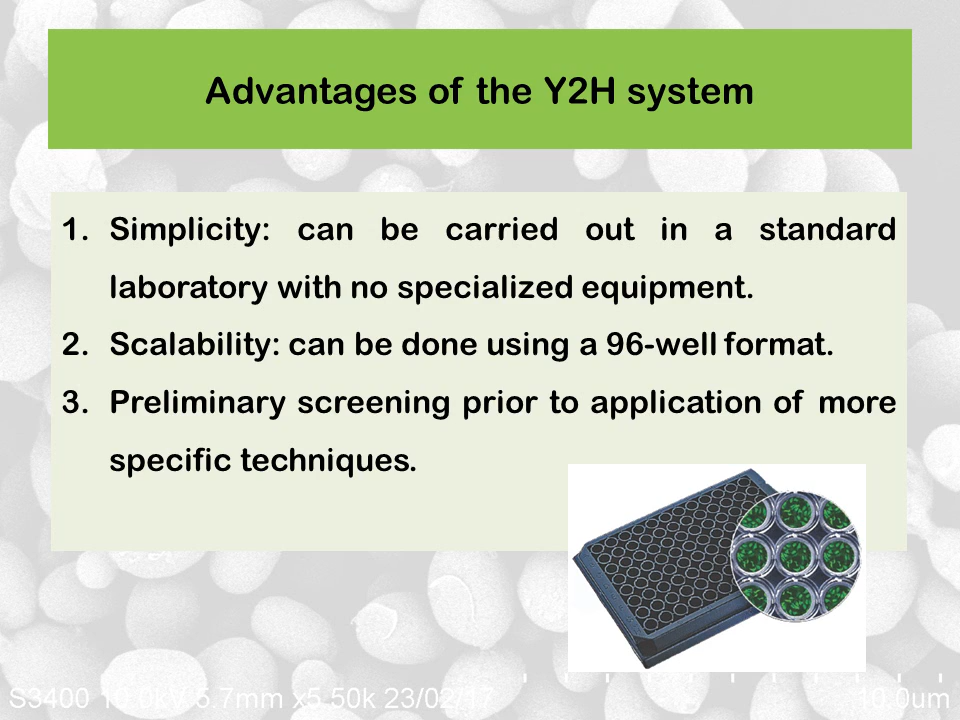 Advantages of the Y2H system
1. Simplicity: can be carried out in a standard
laboratory with no specialized equipment.
2. Scalability: can be done using a 96-well format.
3. Preliminary screening prior to application of more
specific techniques.
S3400 10.0kV 5.7mm x5.50k 23/02/17 10.0um